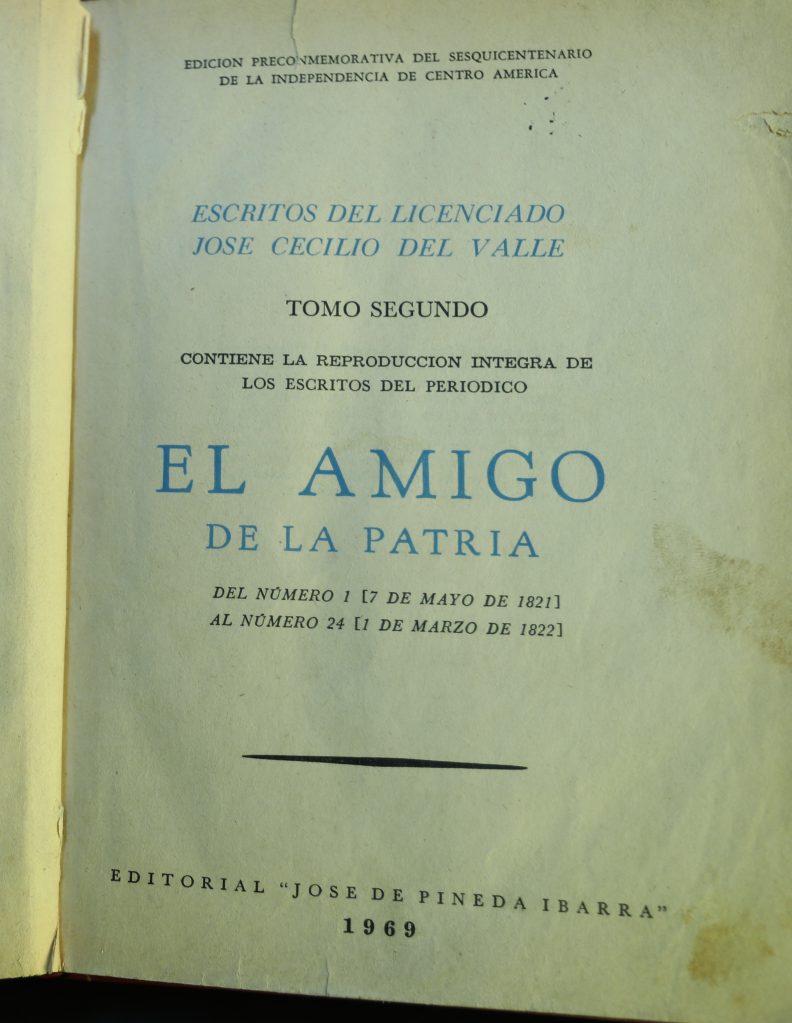 EDICION PRECONMEMORATIVA DEL SESQUICENTENARIO
DE LA INDEPENDENCIA DE CENTRO AMERICA
ESCRITOS DEL LICENCIADO
JOSE CECILIO DEL VALLE
TOMO SEGUNDO
CONTIENE LA REPRODUCCION INTEGRA DE
LOS ESCRITOS DEL PERIODICO
EL AMIGO
DE LA PATRIA
DEL NÚMERO 1 [7 DE MAYO DE 1821]
AL NÚMERO 24 [1 DE MARZO DE 1822]
EDITORIAL "JOSE DE PINEDA IBARRA"
1969